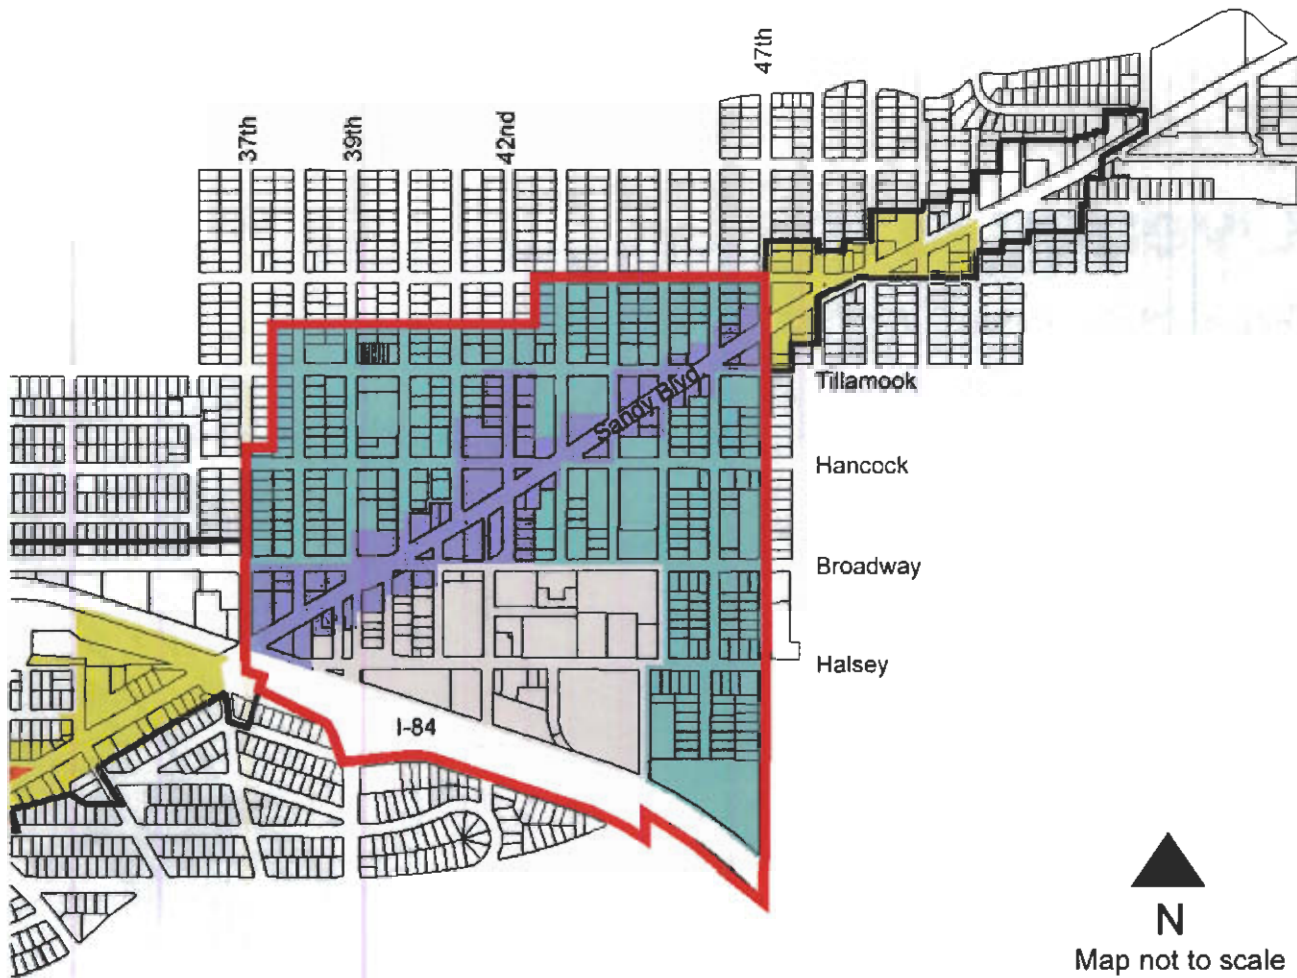 47th
37th
39th
42nd
Sandy Blvd
Tillamook
Hancock
Broadway
Halsey
I-84
N
Map not to scale